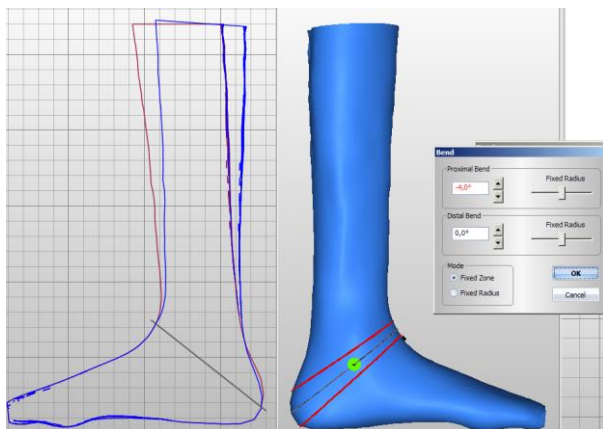 Bend
Proximal Bend
-4,0°
Fixed Radius
Distal Bend
0,0°
Fixed Radius
Mode
Fixed Zone
Fixed Radius
OK
Cancel